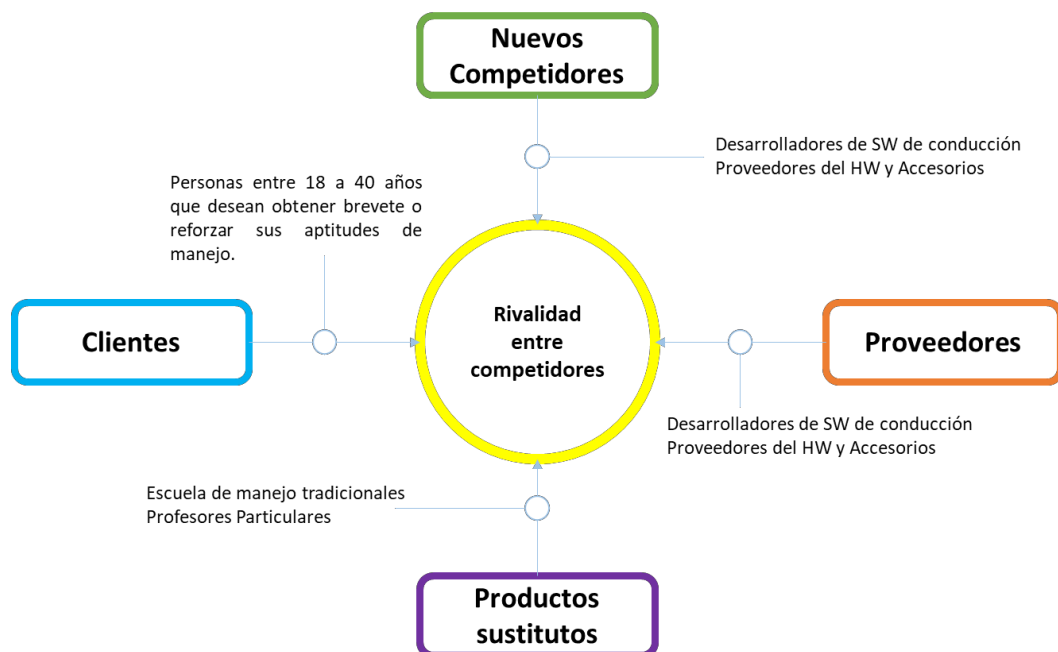 Nuevos
Competidores
Desarrolladores de SW de conducción
Proveedores del HW y Accesorios
Personas entre 18 a 40 años
que desean obtener brevete o
reforzar sus aptitudes de
manejo.
Clientes
Rivalidad
entre
competidores
Proveedores
Desarrolladores de SW de conducción
Proveedores del HW y Accesorios
Escuela de manejo tradicionales
Profesores Particulares
Productos
sustitutos